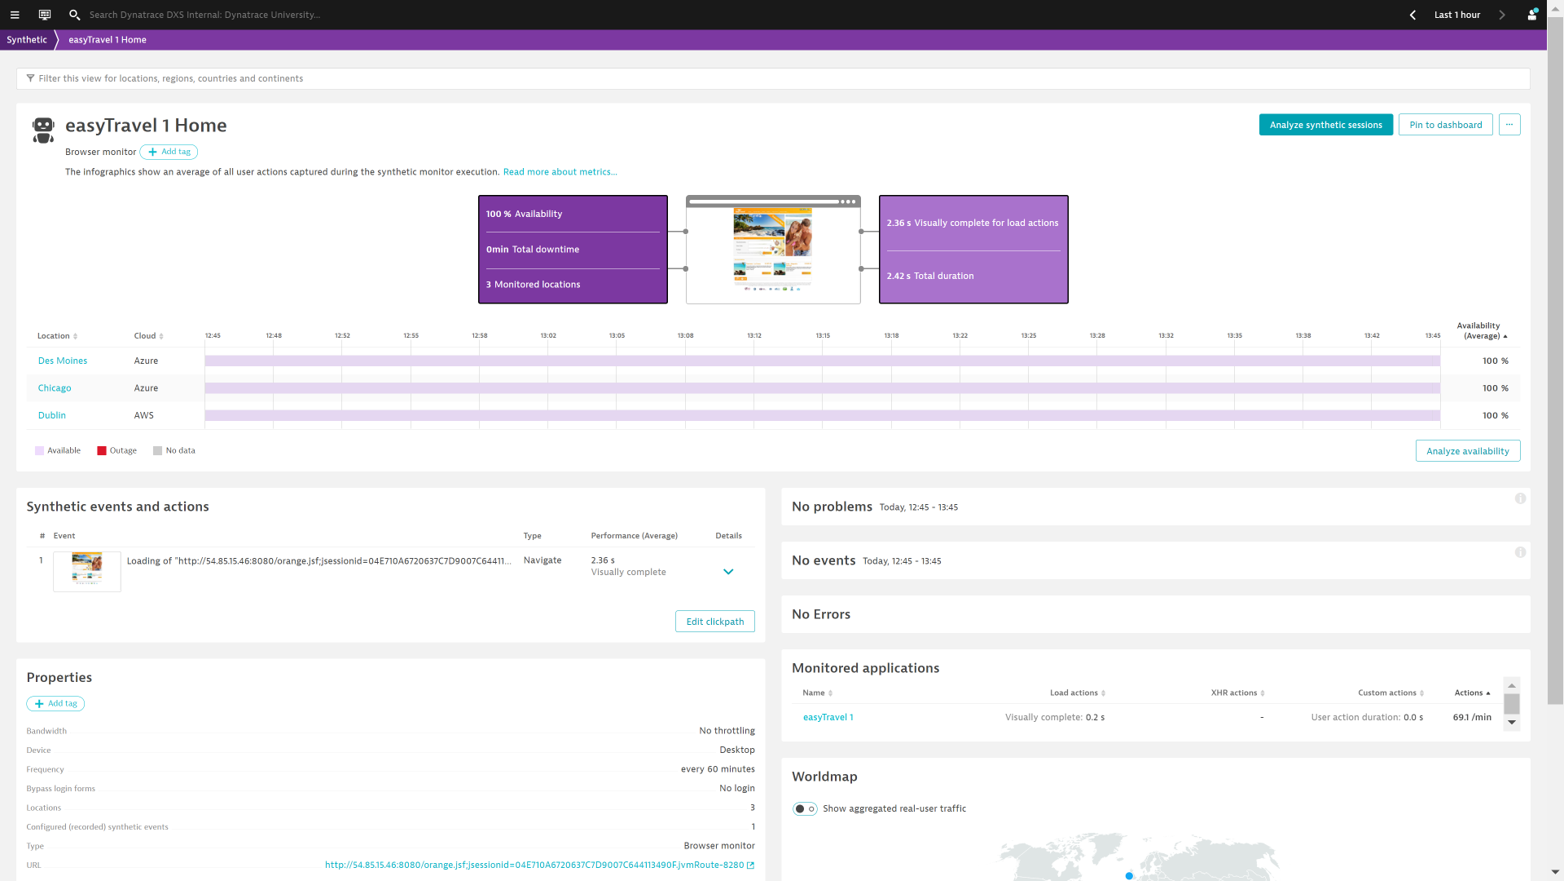 Search Dynatrace DXS Internal: Dynatrace University...
Last 1 hour
Synthetic
easyTravel 1 Home
Filter this view for locations, regions, countries and continents
easyTravel 1 Home
Analyze synthetic sessions
Pin to dashboard
...
Browser monitor
Add tag
The infographics show an average of all user actions captured during the synthetic monitor execution. Read more about metrics...
100 % Availability
0min Total downtime
3 Monitored locations
2.36 s Visually complete for load actions
2.42 s Total duration
Location Cloud 12:45 12:48 12:52 12:55 12:58 13:02 13:05 13:08 13:12 13:15 13:18 13:22 13:25 13:28 13:32 13:35 13:38 13:42 13:45 Availability (Average)
Des Moines Azure 100 %
Chicago Azure 100 %
Dublin AWS 100 %
Available Outage No data
Analyze availability
Synthetic events and actions
# Event Type Performance (Average) Details
1 Loading of "http://54.85.15.46:8080/orange.jsf;jsessionid=04E710A6720637C7D9007C64411... Navigate 2.36 s
Visually complete
Edit clickpath
Properties
Add tag
Bandwidth No throttling
Device Desktop
Frequency every 60 minutes
Bypass login forms No login
Locations 3
Configured (recorded) synthetic events 1
Type Browser monitor
URL http://54.85.15.46:8080/orange.jsf;jsessionid=04E710A6720637C7D9007C644113490F.jvmRoute-8280
No problems Today, 12:45 - 13:45
No events Today, 12:45 - 13:45
No Errors
Monitored applications
Name Load actions XHR actions Custom actions Actions
easyTravel 1 Visually complete: 0.2 s - User action duration: 0.0 s 69.1 /min
Worldmap
Show aggregated real-user traffic